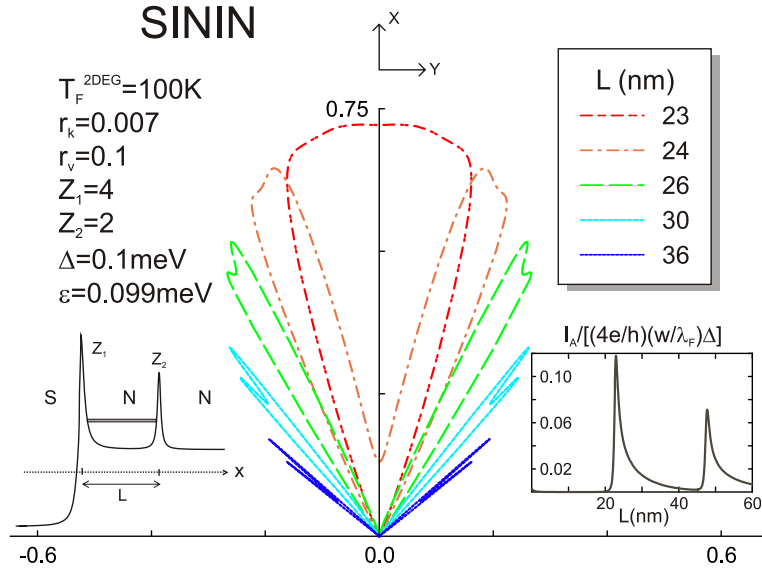 SININ
T_F^2DEG=100K
r_k=0.007
r_v=0.1
Z_1=4
Z_2=2
Δ=0.1meV
ε=0.099meV
X
Y
0.75
L (nm)
23
24
26
30
36
Z_1
Z_2
S N N
x
L
I_A/[(4e/h)(w/λ_F)Δ]
0.10
0.06
0.02
20 40 60
L(nm)
-0.6 0.0 0.6